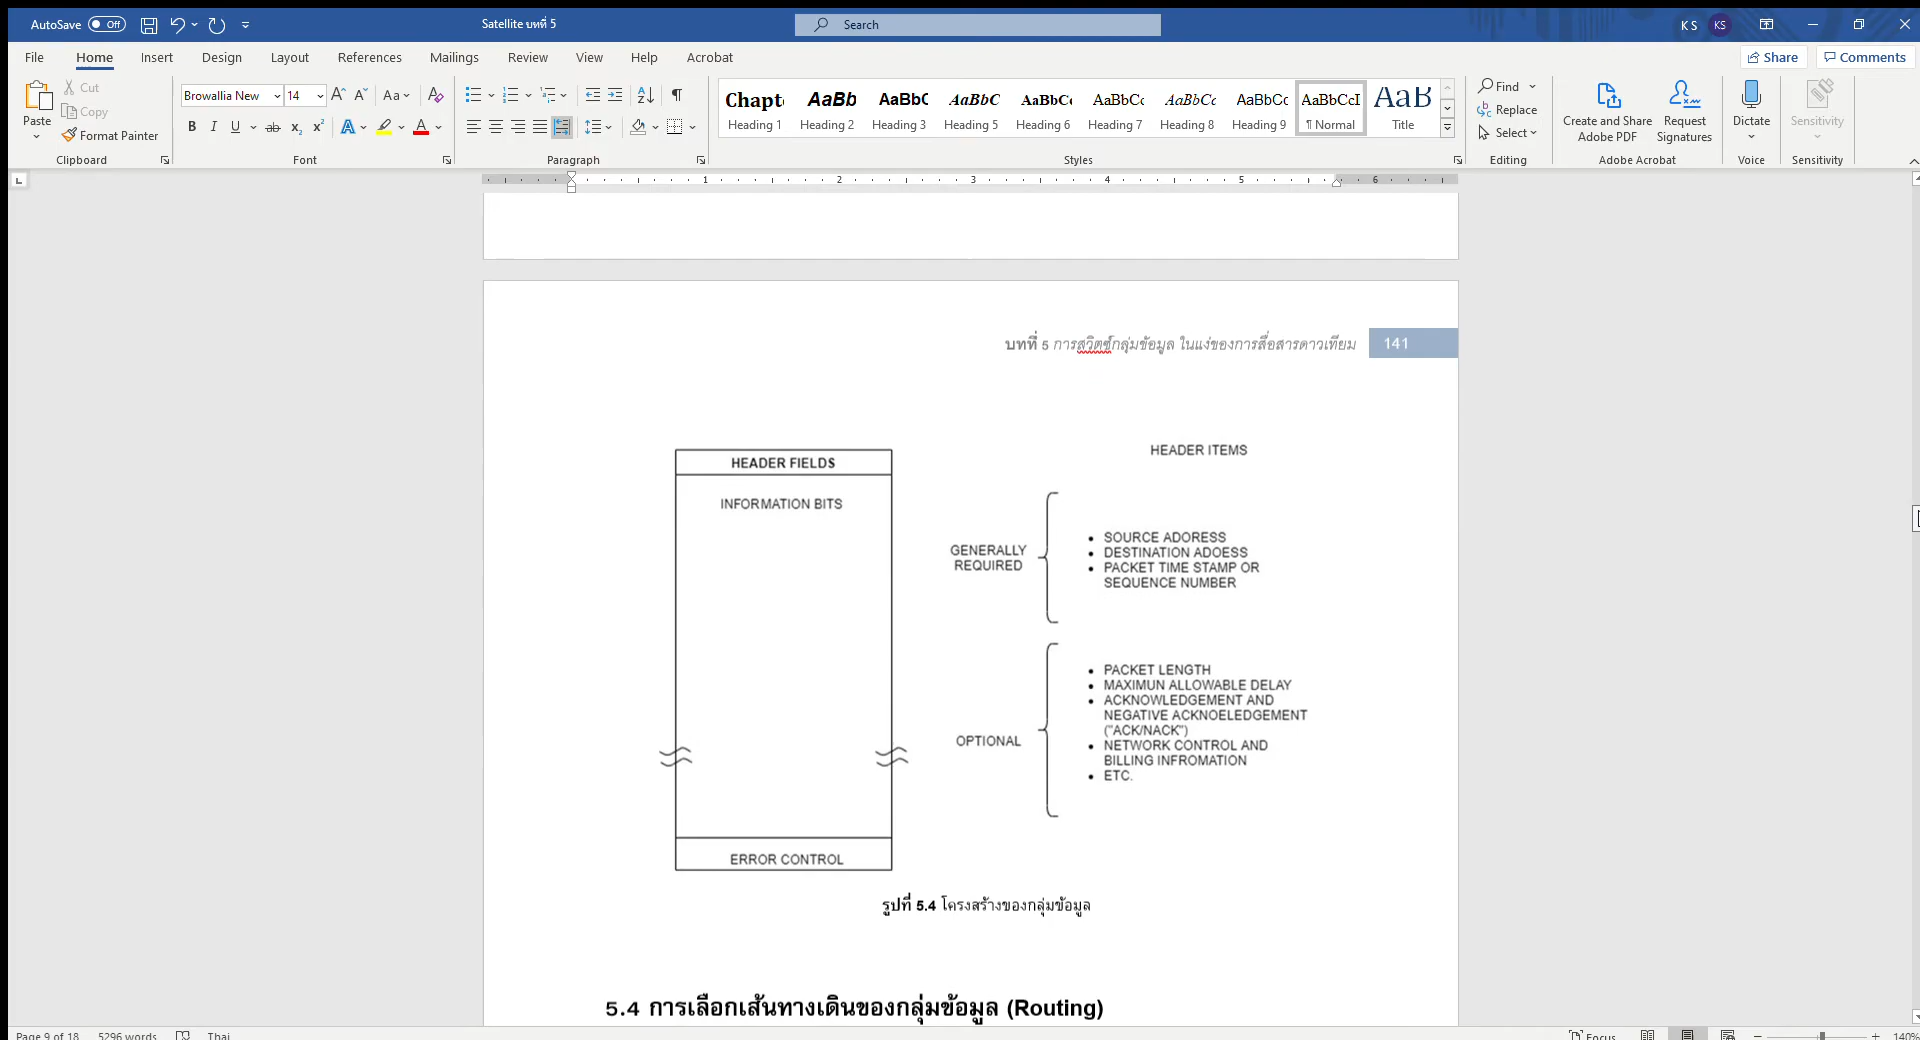 AutoSave Off
Satellite บทที่ 5
Search
K S
KS
File Home Insert Design Layout References Mailings Review View Help Acrobat
Share
Comments
Paste
Cut
Copy
Format Painter
Clipboard
Browallia New 14
Font
Paragraph
Chapt Heading 1
AaBb Heading 2
AaBbC Heading 3
AaBbC Heading 5
AaBbCc Heading 6
AaBbCc Heading 7
AaBbCc Heading 8
AaBbCc Heading 9
AaBbCcI ¶ Normal
AaB Title
Styles
Find
Replace
Select
Editing
Create and Share Adobe PDF
Request Signatures
Adobe Acrobat
Dictate
Voice
Sensitivity
Sensitivity
1 2 3 4 5 6
บทที่ 5 การสวิตซ์กลุ่มข้อมูล ในแง่ของการสื่อสารดาวเทียม 141
HEADER FIELDS
INFORMATION BITS
ERROR CONTROL
HEADER ITEMS
GENERALLY
REQUIRED
• SOURCE ADORESS
• DESTINATION ADOESS
• PACKET TIME STAMP OR
SEQUENCE NUMBER
OPTIONAL
• PACKET LENGTH
• MAXIMUN ALLOWABLE DELAY
• ACKNOWLEDGEMENT AND
NEGATIVE ACKNOELEDGEMENT
("ACK/NACK")
• NETWORK CONTROL AND
BILLING INFROMATION
• ETC.
รูปที่ 5.4 โครงสร้างของกลุ่มข้อมูล
5.4 การเลือกเส้นทางเดินของกลุ่มข้อมูล (Routing)
Page 9 of 18 5296 words Thai
Focus
140%